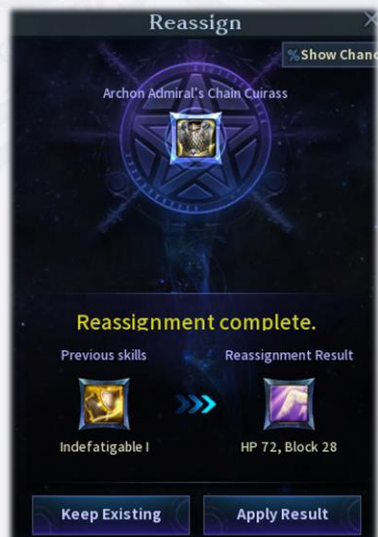 Reassign
%Show Chanc
Archon Admiral's Chain Cuirass
Reassignment complete.
Previous skills
Reassignment Result
Indefatigable I
HP 72, Block 28
Keep Existing
Apply Result